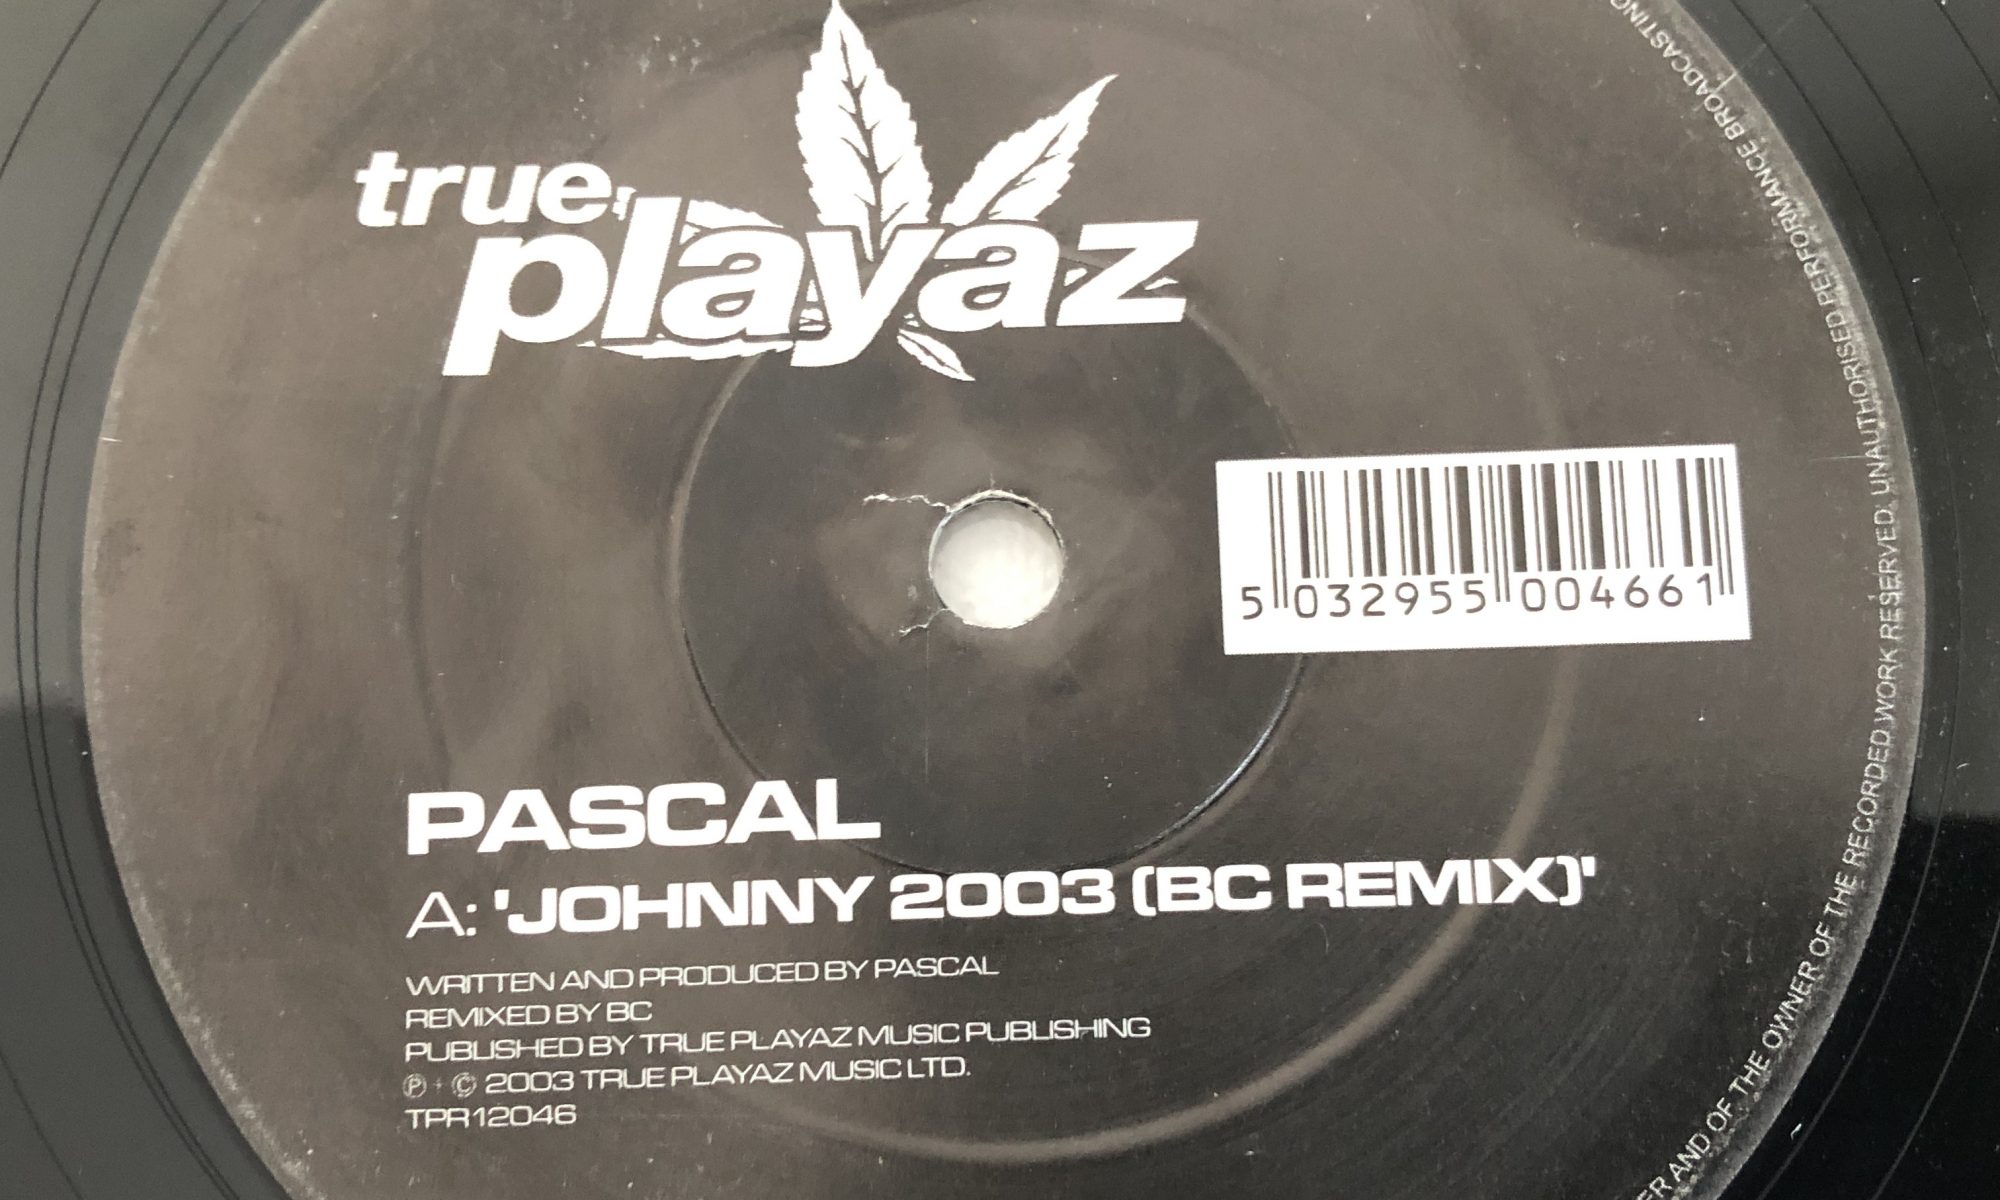 true
playaz
5 032955 004661
PASCAL
A: 'JOHNNY 2003 (BC REMIX)'
WRITTEN AND PRODUCED BY PASCAL
REMIXED BY BC
PUBLISHED BY TRUE PLAYAZ MUSIC PUBLISHING
℗ + © 2003 TRUE PLAYAZ MUSIC LTD.
TPR12046
AND OF THE OWNER OF THE RECORDED WORK RESERVED. UNAUTHORISED PERFORMANCE BROADCASTING